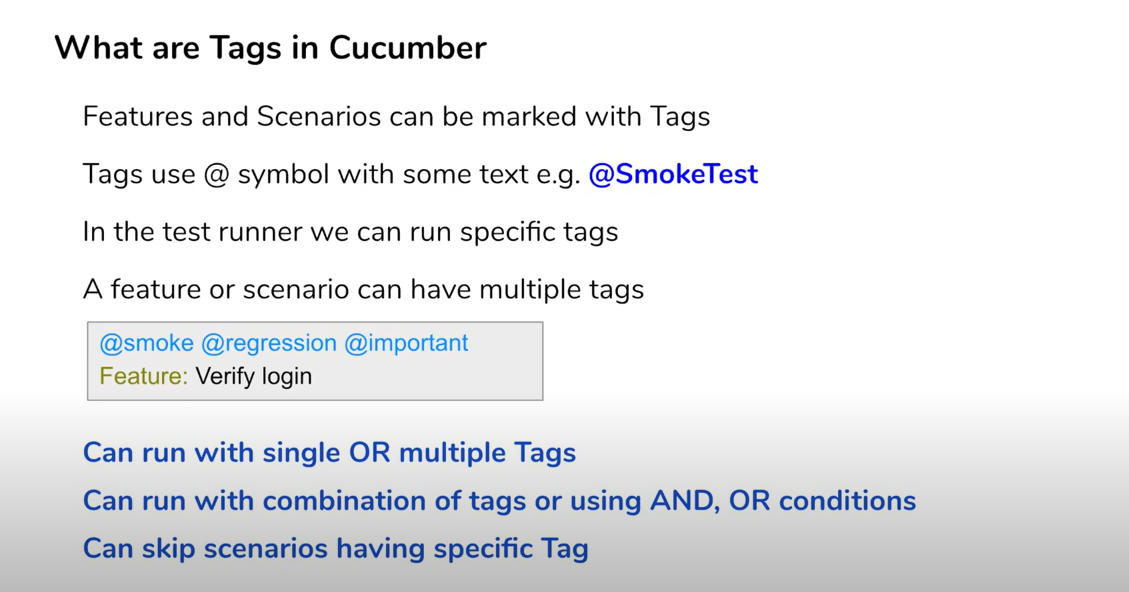 What are Tags in Cucumber
Features and Scenarios can be marked with Tags
Tags use @ symbol with some text e.g. @SmokeTest
In the test runner we can run specific tags
A feature or scenario can have multiple tags
@smoke @regression @important
Feature: Verify login
Can run with single OR multiple Tags
Can run with combination of tags or using AND, OR conditions
Can skip scenarios having specific Tag